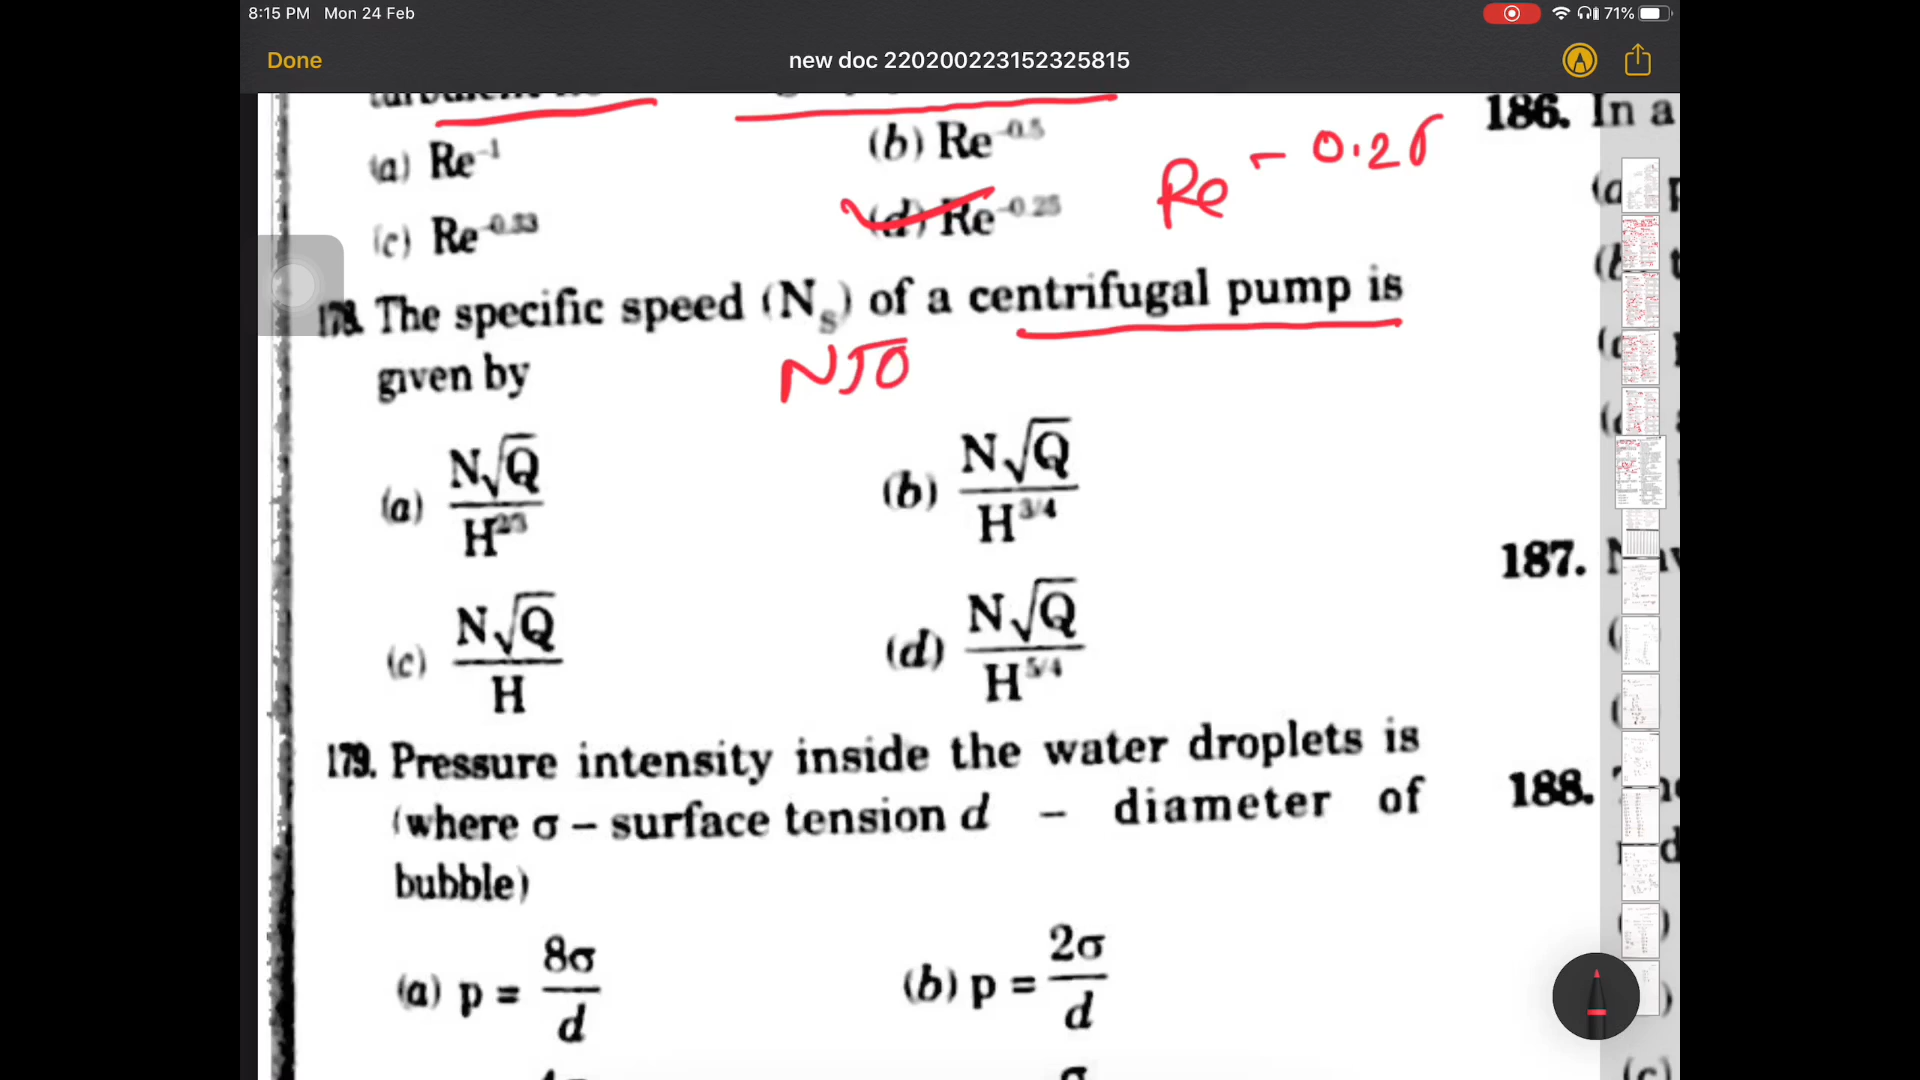 8:15 PM Mon 24 Feb
71%
Done
new doc 220200223152325815
(a) Re⁻¹
(b) Re⁻⁰·⁵
Re⁻⁰·²⁵
(c) Re⁻⁰·³³
(d) Re⁻⁰·²⁵
178. The specific speed (Nₛ) of a centrifugal pump is
given by
N√Q
(a) N√Q / H^2/3
(b) N√Q / H^3/4
(c) N√Q / H
(d) N√Q / H^5/4
179. Pressure intensity inside the water droplets is
(where σ – surface tension d – diameter of
bubble)
(a) p = 8σ / d
(b) p = 2σ / d
186. In a
187.
188.